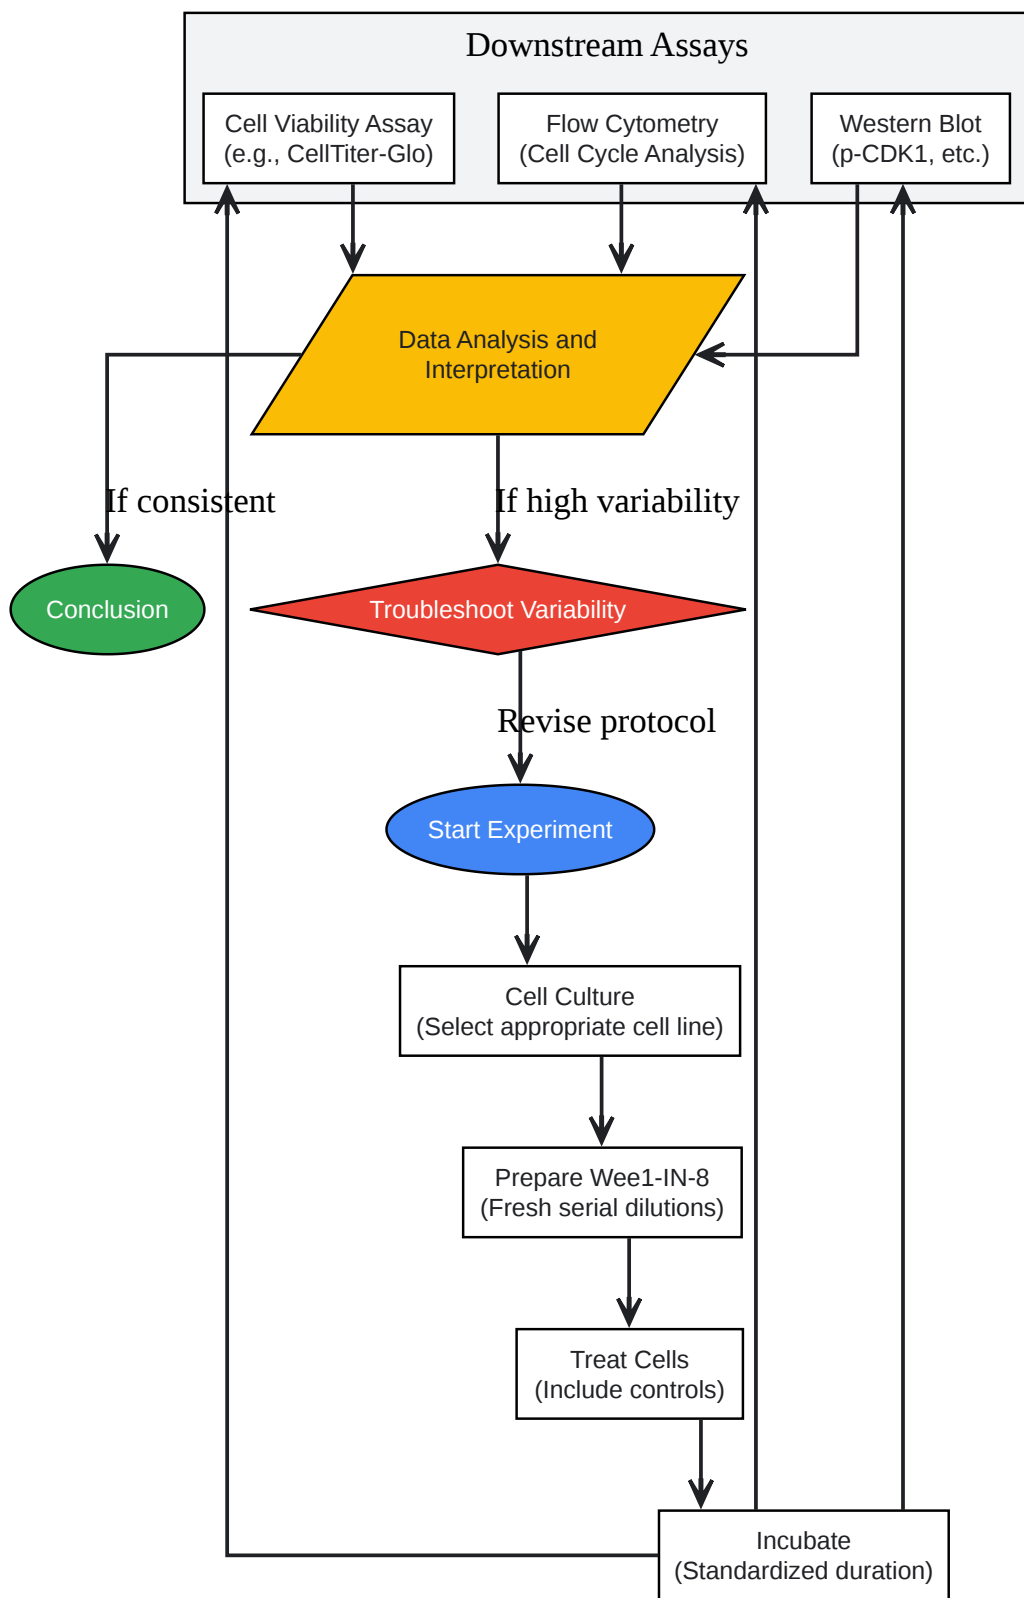 Downstream Assays
Cell Viability Assay
(e.g., CellTiter-Glo)
Flow Cytometry
(Cell Cycle Analysis)
Western Blot
(p-CDK1, etc.)
Data Analysis and
Interpretation
If consistent
If high variability
Conclusion
Troubleshoot Variability
Revise protocol
Start Experiment
Cell Culture
(Select appropriate cell line)
Prepare Wee1-IN-8
(Fresh serial dilutions)
Treat Cells
(Include controls)
Incubate
(Standardized duration)